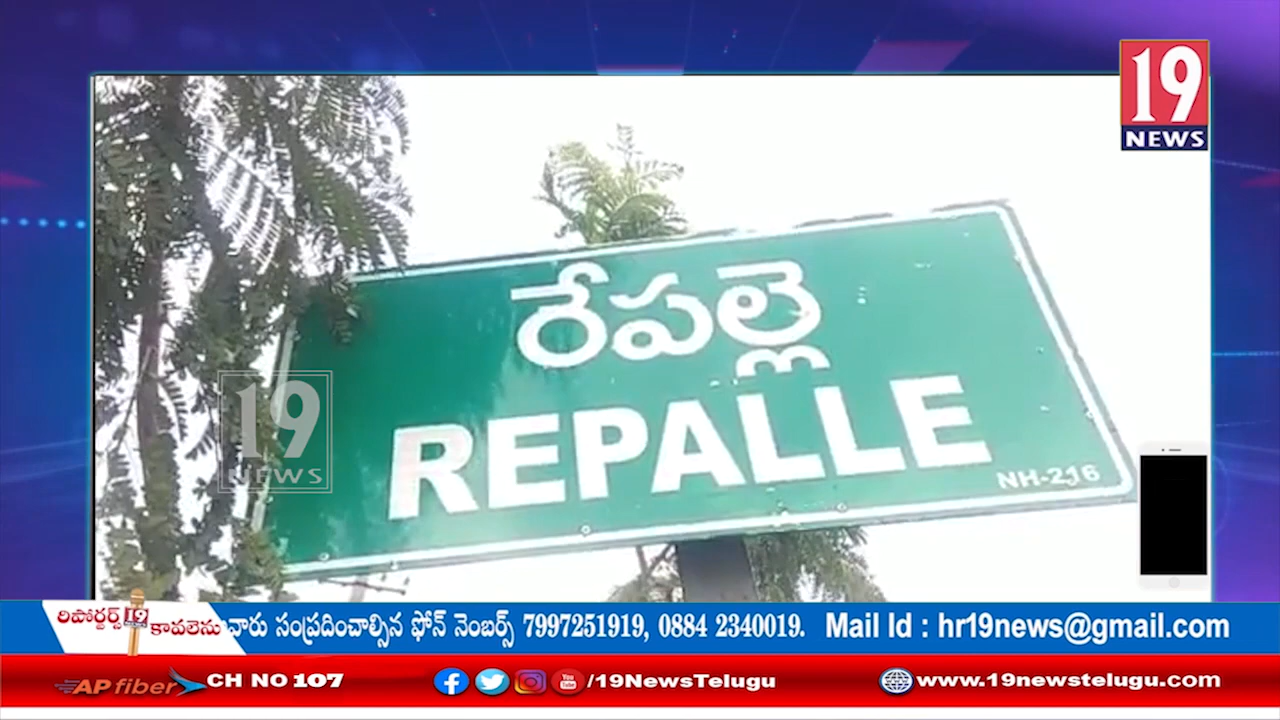 19
NEWS
రేపల్లె
REPALLE
NH-216
19
NEWS
రిపోర్టర్స్ 19 కావలెను
వారు సంప్రదించాల్సిన ఫోన్ నెంబర్స్ 7997251919, 0884 2340019. Mail Id : hr19news@gmail.com
AP fiber CH NO 107 /19NewsTelugu www.19newstelugu.com